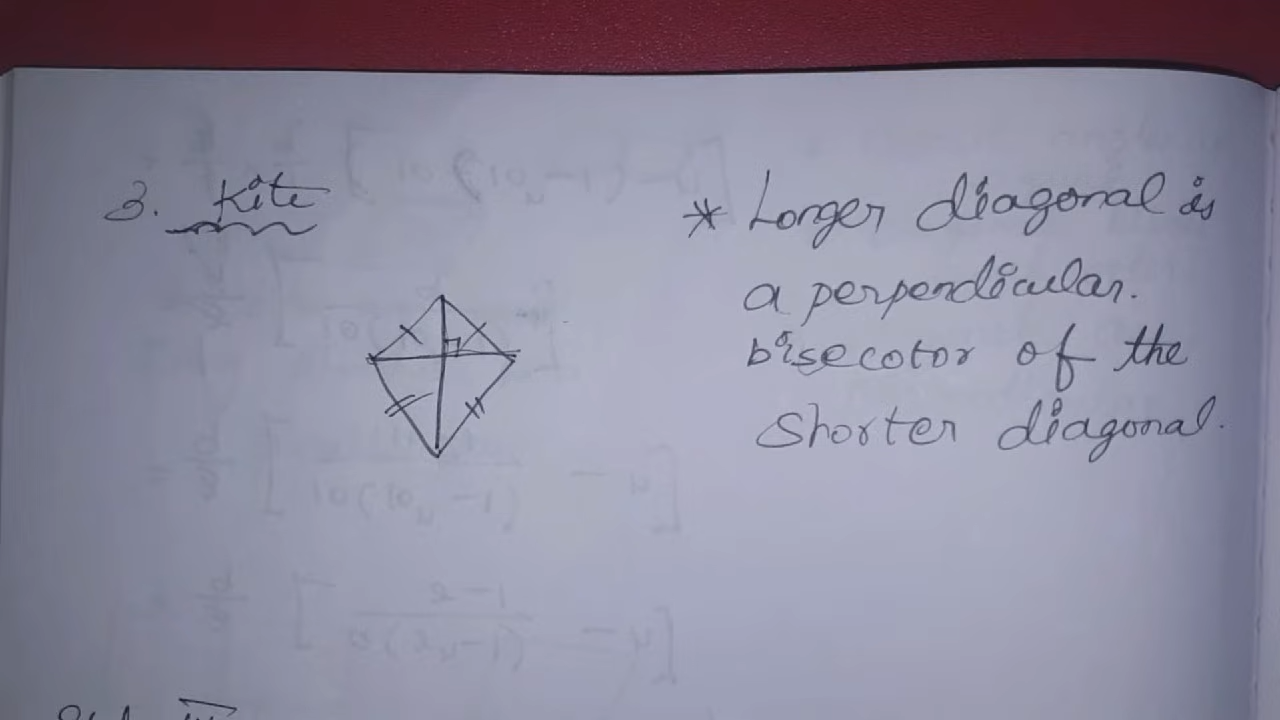 3. Kite
* Longer diagonal is
a perpendicular.
bisecotor of the
shorter diagonal.